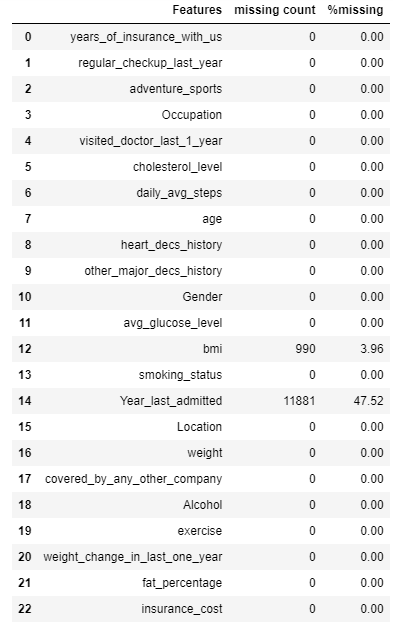 Features missing count %missing
0 years_of_insurance_with_us 0 0.00
1 regular_checkup_last_year 0 0.00
2 adventure_sports 0 0.00
3 Occupation 0 0.00
4 visited_doctor_last_1_year 0 0.00
5 cholesterol_level 0 0.00
6 daily_avg_steps 0 0.00
7 age 0 0.00
8 heart_decs_history 0 0.00
9 other_major_decs_history 0 0.00
10 Gender 0 0.00
11 avg_glucose_level 0 0.00
12 bmi 990 3.96
13 smoking_status 0 0.00
14 Year_last_admitted 11881 47.52
15 Location 0 0.00
16 weight 0 0.00
17 covered_by_any_other_company 0 0.00
18 Alcohol 0 0.00
19 exercise 0 0.00
20 weight_change_in_last_one_year 0 0.00
21 fat_percentage 0 0.00
22 insurance_cost 0 0.00